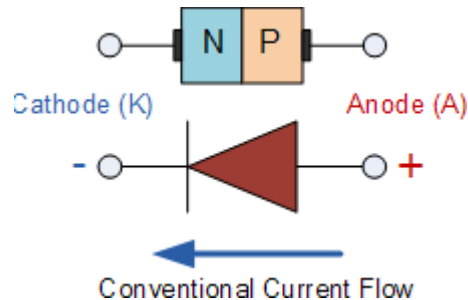 N P
Cathode (K) Anode (A)
- +
Conventional Current Flow